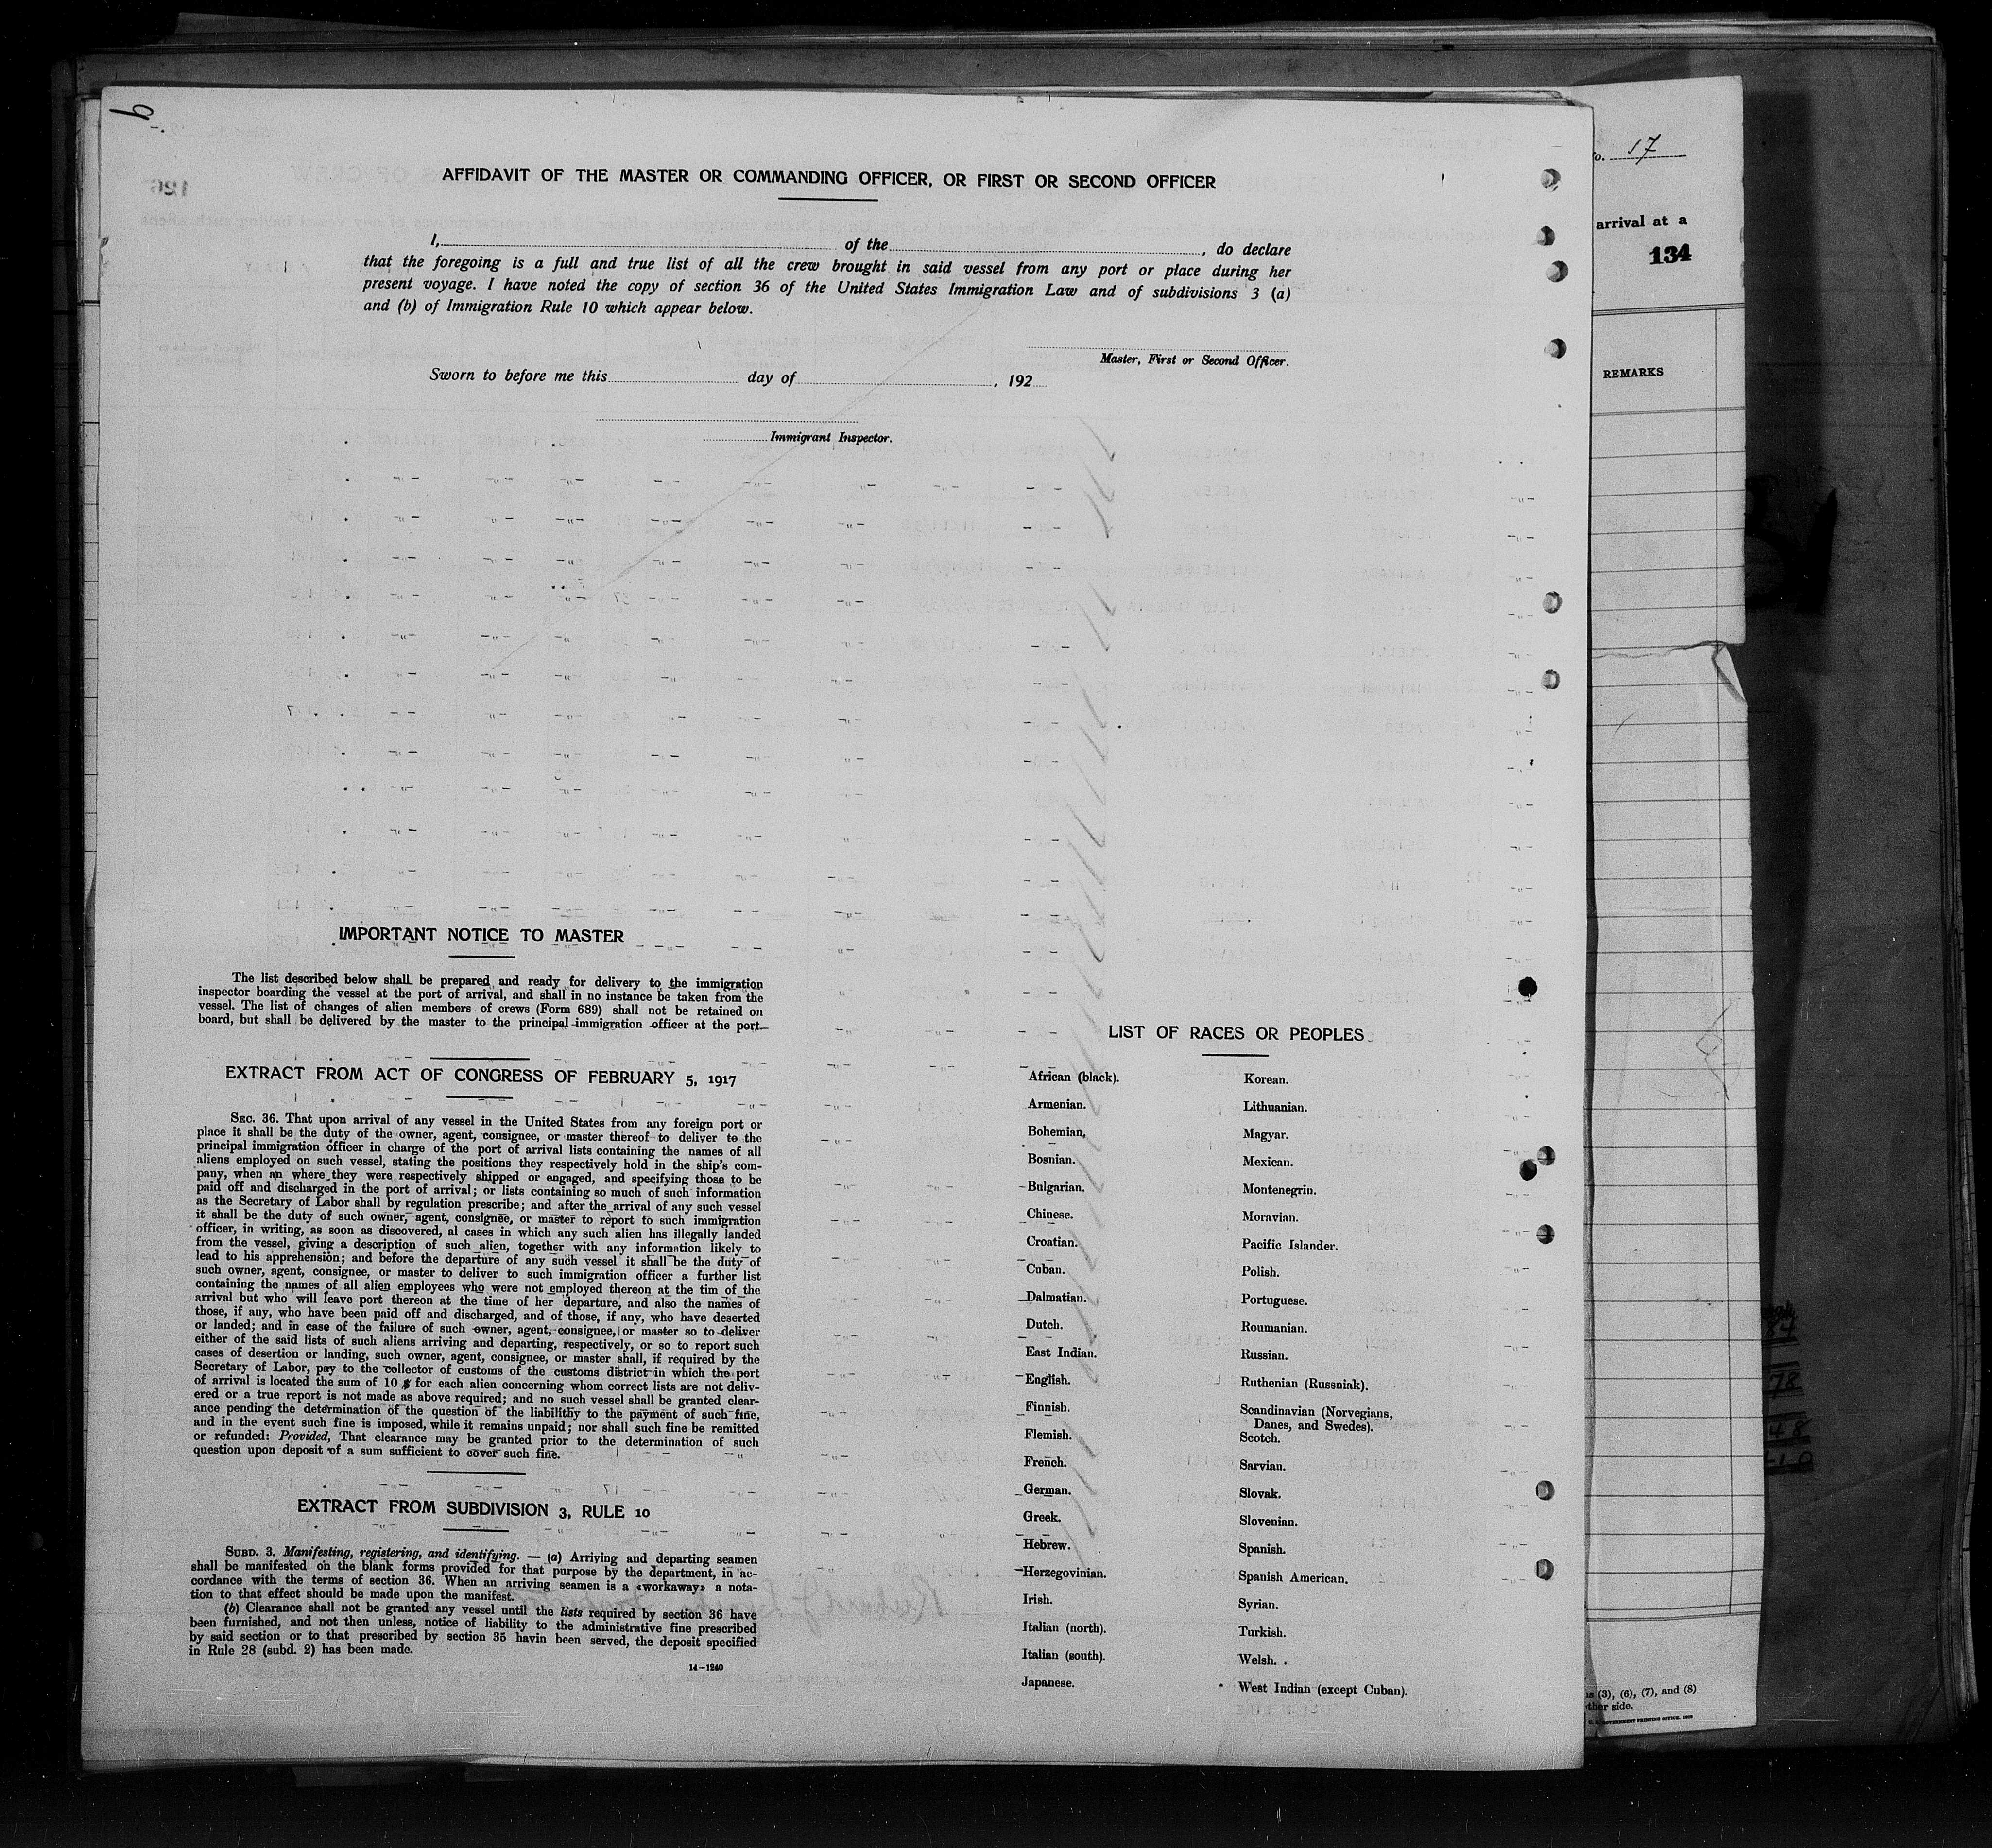 AFFIDAVIT OF THE MASTER OR COMMANDING OFFICER, OR FIRST OR SECOND OFFICER
I, of the , do declare
that the foregoing is a full and true list of all the crew brought in said vessel from any port or place during her
present voyage. I have noted the copy of section 36 of the United States Immigration Law and of subdivisions 3 (a)
and (b) of Immigration Rule 10 which appear below.
Master, First or Second Officer.
Sworn to before me this day of , 192
Immigrant Inspector.
IMPORTANT NOTICE TO MASTER
The list described below shall be prepared and ready for delivery to the immigration
inspector boarding the vessel at the port of arrival, and shall in no instance be taken from the
vessel. The list of changes of alien members of crews (Form 689) shall not be retained on
board, but shall be delivered by the master to the principal immigration officer at the port
EXTRACT FROM ACT OF CONGRESS OF FEBRUARY 5, 1917
SEC. 36. That upon arrival of any vessel in the United States from any foreign port or
place it shall be the duty of the owner, agent, consignee, or master thereof to deliver to the
principal immigration officer in charge of the port of arrival lists containing the names of all
aliens employed on such vessel, stating the positions they respectively hold in the ship's com-
pany, when an where they were respectively shipped or engaged, and specifying those to be
paid off and discharged in the port of arrival; or lists containing so much of such information
as the Secretary of Labor shall by regulation prescribe; and after the arrival of any such vessel
it shall be the duty of such owner, agent, consignee, or master to report to such immigration
officer, in writing, as soon as discovered, al cases in which any such alien has illegally landed
from the vessel, giving a description of such alien, together with any information likely to
lead to his apprehension; and before the departure of any such vessel it shall be the duty of
such owner, agent, consignee, or master to deliver to such immigration officer a further list
containing the names of all alien employees who were not employed thereon at the tim of the
arrival but who will leave port thereon at the time of her departure, and also the names of
those, if any, who have been paid off and discharged, and of those, if any, who have deserted
or landed; and in case of the failure of such owner, agent, consignee, or master so to deliver
either of the said lists of such aliens arriving and departing, respectively, or so to report such
cases of desertion or landing, such owner, agent, consignee, or master shall, if required by the
Secretary of Labor, pay to the collector of customs of the customs district in which the port
of arrival is located the sum of 10 $ for each alien concerning whom correct lists are not deliv-
ered or a true report is not made as above required; and no such vessel shall be granted clear-
ance pending the determination of the question of the liabilithy to the payment of such fine,
and in the event such fine is imposed, while it remains unpaid; nor shall such fine be remitted
or refunded: Provided, That clearance may be granted prior to the determination of such
question upon deposit of a sum sufficient to cover such fine.
EXTRACT FROM SUBDIVISION 3, RULE 10
SUBD. 3. Manifesting, registering, and identifying. — (a) Arriving and departing seamen
shall be manifested on the blank forms provided for that purpose by the department, in ac-
cordance with the terms of section 36. When an arriving seamen is a «workaway» a nota-
tion to that effect should be made upon the manifest.
(b) Clearance shall not be granted any vessel until the lists required by section 36 have
been furnished, and not then unless, notice of liability to the administrative fine prescribed
by said section or to that prescribed by section 35 havin been served, the deposit specified
in Rule 28 (subd. 2) has been made.
14-1240
LIST OF RACES OR PEOPLES
African (black).
Armenian.
Bohemian.
Bosnian.
Bulgarian.
Chinese.
Croatian.
Cuban.
Dalmatian.
Dutch.
East Indian.
English.
Finnish.
Flemish.
French.
German.
Greek.
Hebrew.
Herzegovinian.
Irish.
Italian (north).
Italian (south).
Japanese.
Korean.
Lithuanian.
Magyar.
Mexican.
Montenegrin.
Moravian.
Pacific Islander.
Polish.
Portuguese.
Roumanian.
Russian.
Ruthenian (Russniak).
Scandinavian (Norvegians,
Danes, and Swedes).
Scotch.
Sarvian.
Slovak.
Slovenian.
Spanish.
Spanish American.
Syrian.
Turkish.
Welsh.
West Indian (except Cuban).
17
arrival at a
134
REMARKS
(3), (6), (7), and (8)
side.
GOVERNMENT PRINTING OFFICE